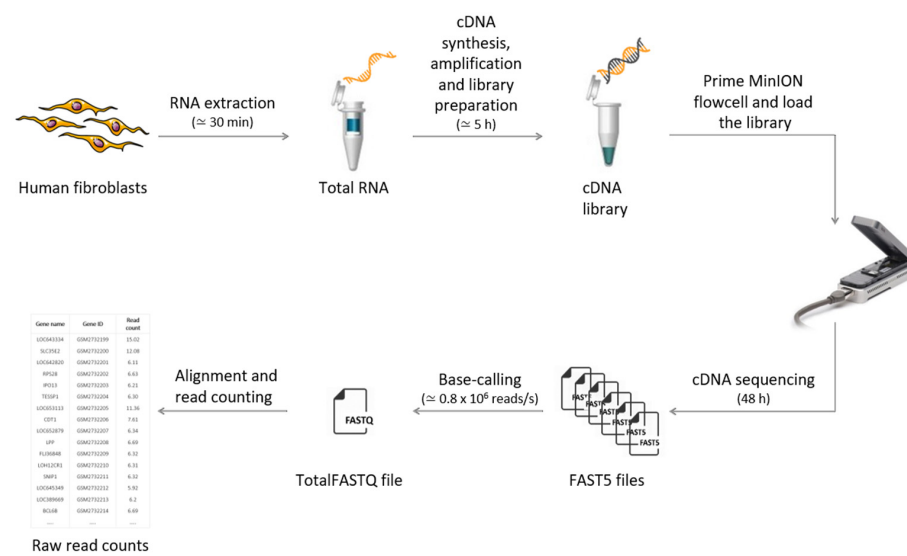 cDNA
synthesis,
amplification
and library
preparation
(≃ 5 h)
RNA extraction
(≃ 30 min)
Prime MinION
flowcell and load
the library
Human fibroblasts
Total RNA
cDNA
library
Gene name Gene ID Read count
LOC643334 GSM2732199 15.02
SLC35E2 GSM2732200 12.08
LOC642820 GSM2732201 6.11
RPS28 GSM2732202 6.63
IPO13 GSM2732203 6.21
TESSP1 GSM2732204 6.30
LOC653113 GSM2732205 11.36
CDT1 GSM2732206 7.61
LOC652879 GSM2732207 6.34
LPP GSM2732208 6.69
FLJ36848 GSM2732209 6.32
LOH12CR1 GSM2732210 6.31
SNIP1 GSM2732211 6.32
LOC645349 GSM2732212 5.92
LOC389669 GSM2732213 6.2
BCL6B GSM2732214 6.69
.... .... ....
Raw read counts
Alignment and
read counting
FASTQ
TotalFASTQ file
Base-calling
(≃ 0.8 x 10⁶ reads/s)
FAST5
FAST5
FAST5 files
cDNA sequencing
(48 h)